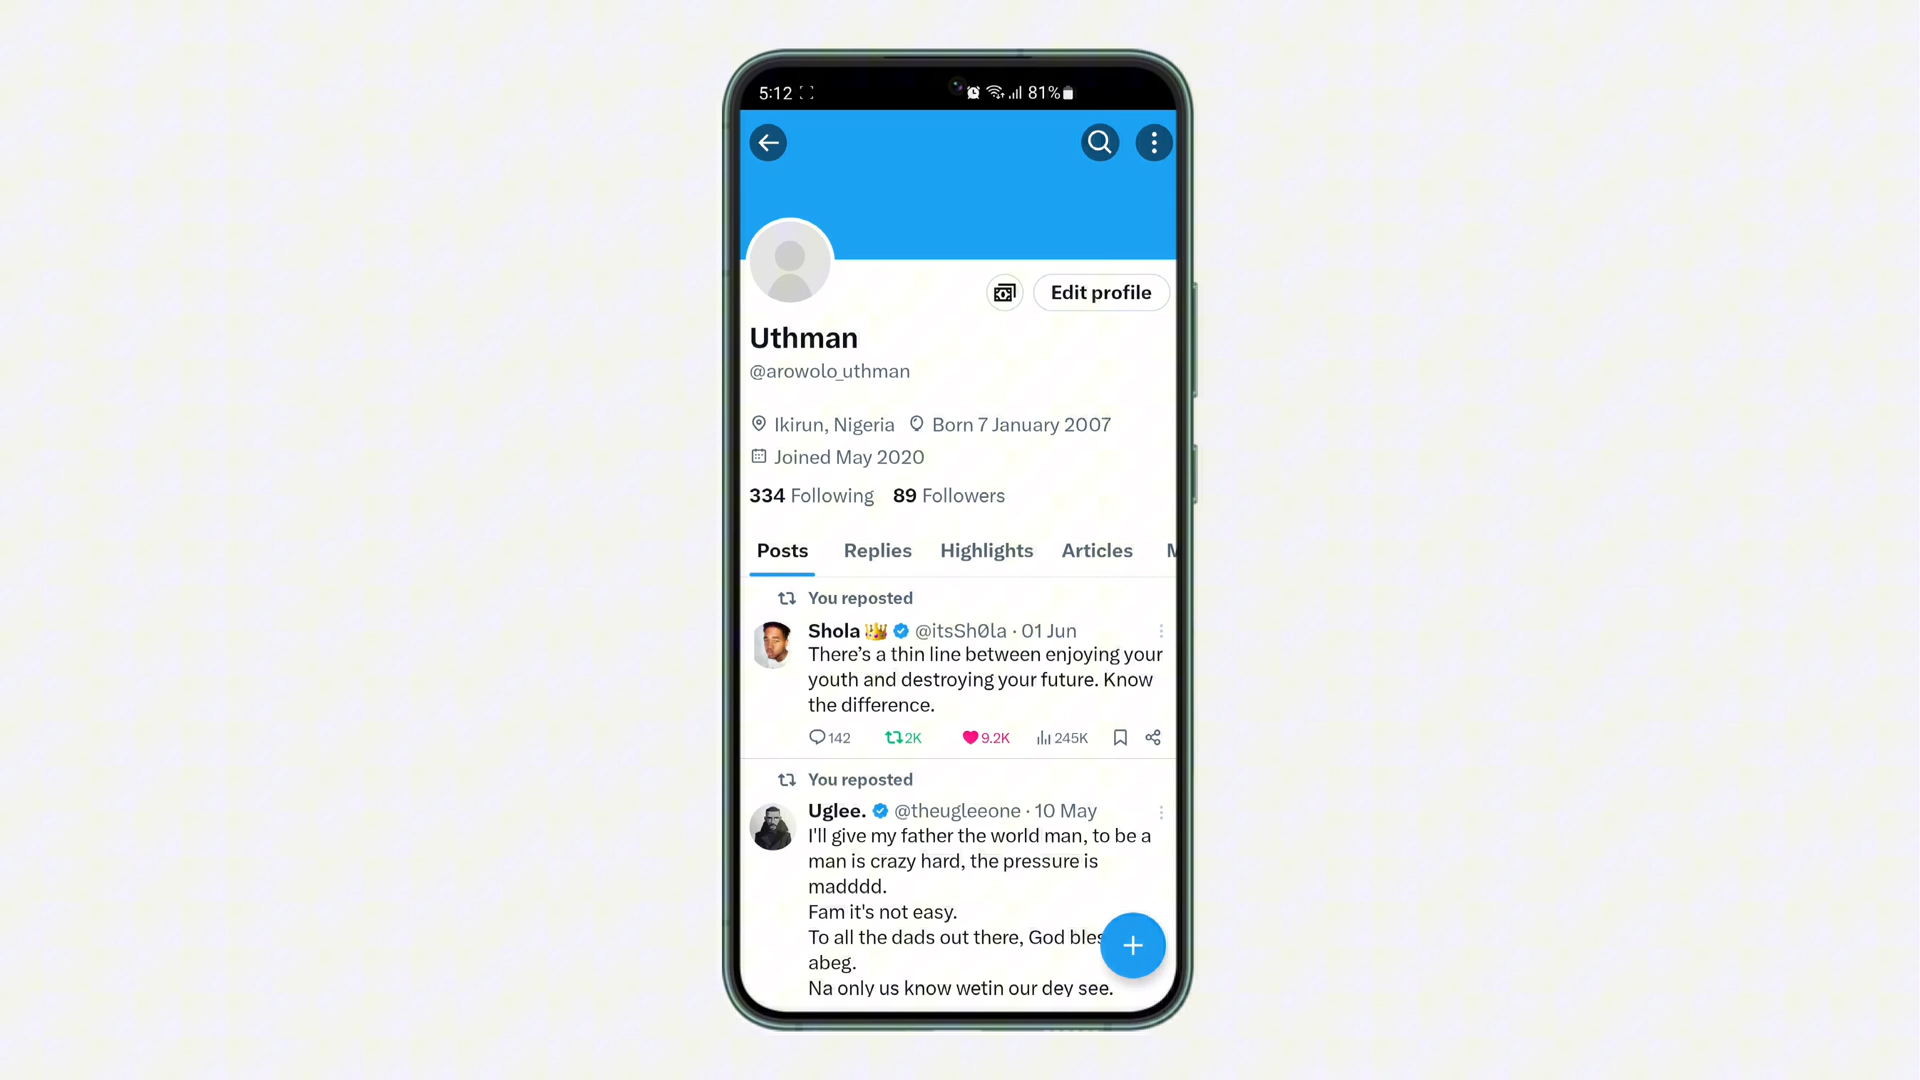 5:12 81%
Edit profile
Uthman
@arowolo_uthman
Ikirun, Nigeria Born 7 January 2007
Joined May 2020
334 Following 89 Followers
Posts Replies Highlights Articles M
You reposted
Shola 👑 @itsSh0la · 01 Jun
There’s a thin line between enjoying your
youth and destroying your future. Know
the difference.
142 2K 9.2K 245K
You reposted
Uglee. @theugleeone · 10 May
I'll give my father the world man, to be a
man is crazy hard, the pressure is
madddd.
Fam it's not easy.
To all the dads out there, God bles
abeg.
Na only us know wetin our dey see.